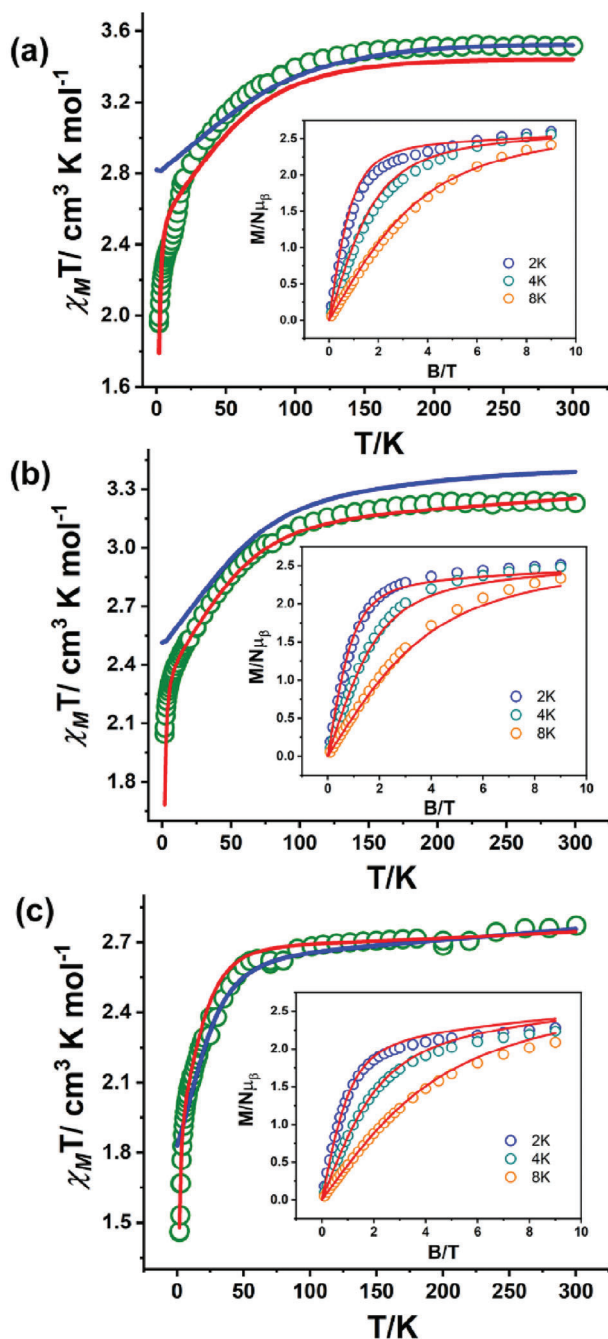 (a)
3.6
3.2
2.8
2.4
2.0
1.6
χMT/ cm³ K mol⁻¹
0 50 100 150 200 250 300
T/K
2.5
2.0
1.5
1.0
0.5
0.0
M/Nμβ
2K
4K
8K
0 2 4 6 8 10
B/T
(b)
3.3
3.0
2.7
2.4
2.1
1.8
χMT/ cm³ K mol⁻¹
0 50 100 150 200 250 300
T/K
2.5
2.0
1.5
1.0
0.5
0.0
M/Nμβ
2K
4K
8K
0 2 4 6 8 10
B/T
(c)
2.7
2.4
2.1
1.8
1.5
χMT/ cm³ K mol⁻¹
0 50 100 150 200 250 300
T/K
2.5
2.0
1.5
1.0
0.5
0.0
M/Nμβ
2K
4K
8K
0 2 4 6 8 10
B/T